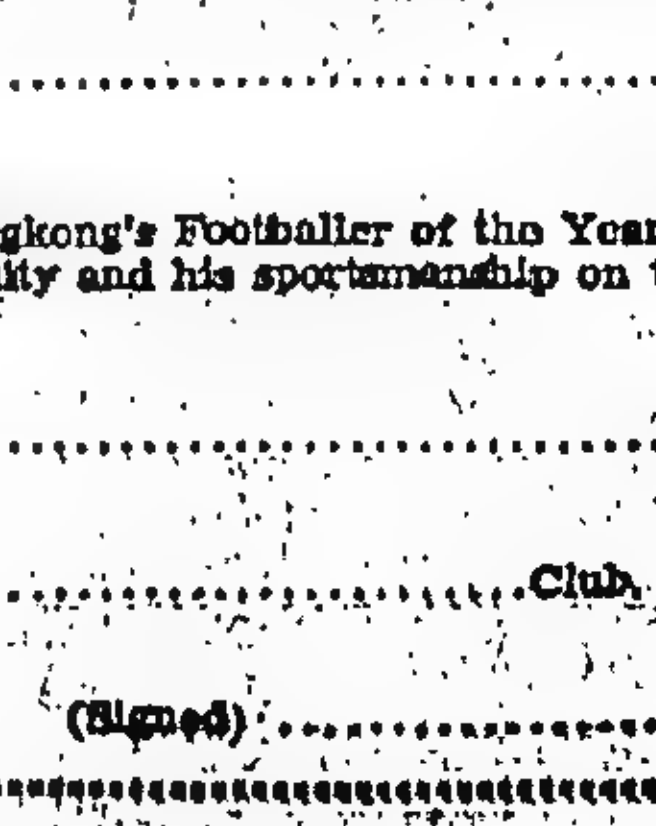 gkong's Footballer of the Year
lity and his sportsmanship on t
Club.
(Signed)